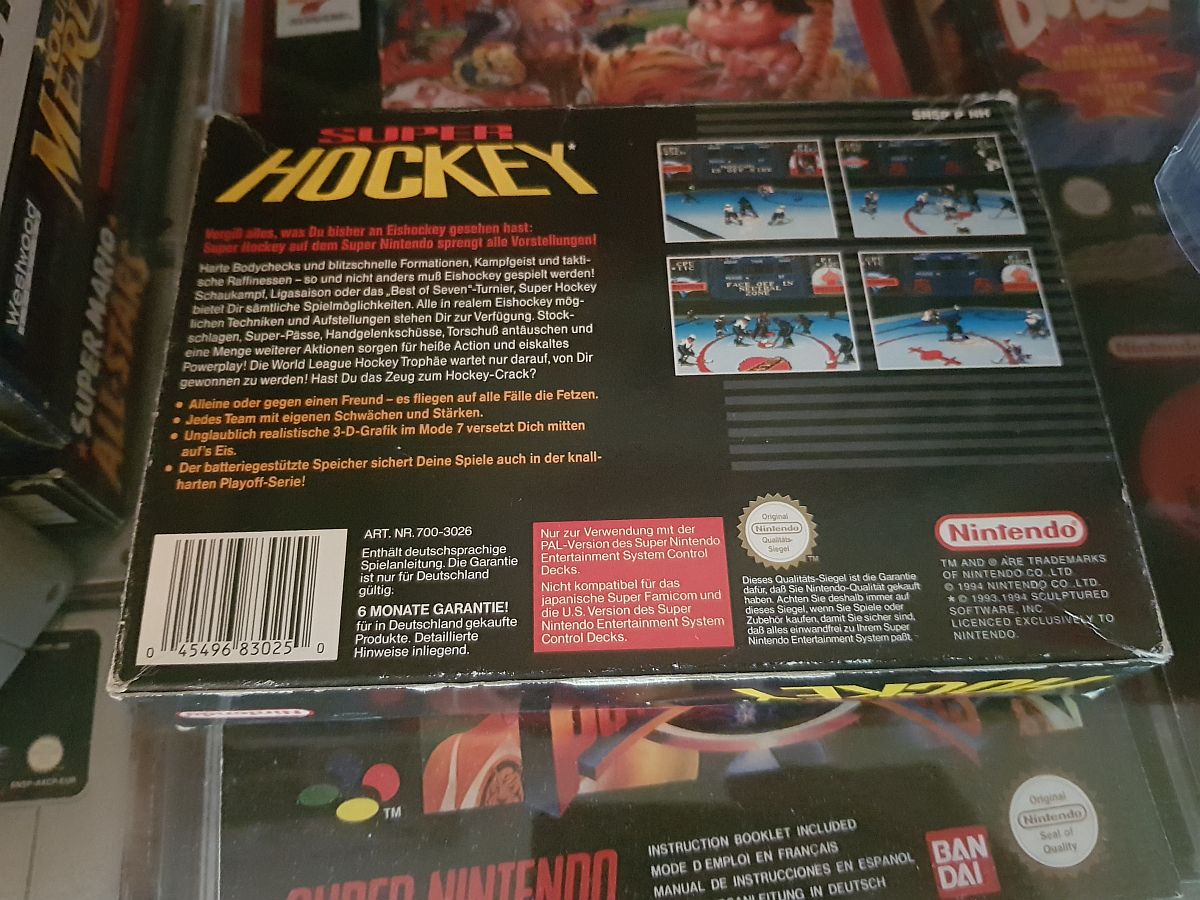 YOUNG
MERL
Westwood
SUPER MARIO
ALL-STARS
SNSP P HH
SUPER
HOCKEY*
Vergiß alles, was Du bisher an Eishockey gesehen hast:
Super Hockey auf dem Super Nintendo sprengt alle Vorstellungen!
Harte Bodychecks und blitzschnelle Formationen, Kampfgeist und takti-
sche Raffinessen – so und nicht anders muß Eishockey gespielt werden!
Schaukampf, Ligasaison oder das „Best of Seven“-Turnier, Super Hockey
bietet Dir sämtliche Spielmöglichkeiten. Alle in realem Eishockey mög-
lichen Techniken und Aufstellungen stehen Dir zur Verfügung. Stock-
schlagen, Super-Pässe, Handgelenkschüsse, Torschuß antäuschen und
eine Menge weiterer Aktionen sorgen für heiße Action und eiskaltes
Powerplay! Die World League Hockey Trophäe wartet nur darauf, von Dir
gewonnen zu werden! Hast Du das Zeug zum Hockey-Crack?
• Alleine oder gegen einen Freund – es fliegen auf alle Fälle die Fetzen.
• Jedes Team mit eigenen Schwächen und Stärken.
• Unglaublich realistische 3-D-Grafik im Mode 7 versetzt Dich mitten
auf's Eis.
• Der batteriegestützte Speicher sichert Deine Spiele auch in der knall-
harten Playoff-Serie!
FACE OFF IN
NEUTRAL
ZONE
0 45496 83025 0
ART. NR. 700-3026
Enthält deutschsprachige
Spielanleitung. Die Garantie
ist nur für Deutschland
gültig.
6 MONATE GARANTIE!
für in Deutschland gekaufte
Produkte. Detaillierte
Hinweise inliegend.
Nur zur Verwendung mit der
PAL-Version des Super Nintendo
Entertainment System Control
Decks.
Nicht kompatibel für das
japanische Super Famicom und
die U.S. Version des Super
Nintendo Entertainment System
Control Decks.
Original
Nintendo
Qualitäts-
Siegel
TM
Dieses Qualitäts-Siegel ist die Garantie
dafür, daß Sie Nintendo-Qualität gekauft
haben. Achten Sie deshalb immer auf
dieses Siegel, wenn Sie Spiele oder
Zubehör kaufen, damit Sie sicher sind,
daß alles einwandfrei zu Ihrem Super
Nintendo Entertainment System paßt.
Nintendo®
TM AND ® ARE TRADEMARKS
OF NINTENDO CO., LTD.
© 1994 NINTENDO CO., LTD.
* © 1993,1994 SCULPTURED
SOFTWARE, INC.
LICENCED EXCLUSIVELY TO
NINTENDO.
Nintendo
HOCKEY
TM
SUPER NINTENDO
INSTRUCTION BOOKLET INCLUDED
MODE D'EMPLOI EN FRANÇAIS
MANUAL DE INSTRUCCIONES EN ESPAÑOL
IN DEUTSCH
BAN
DAI
Original
Nintendo
Seal of
Quality